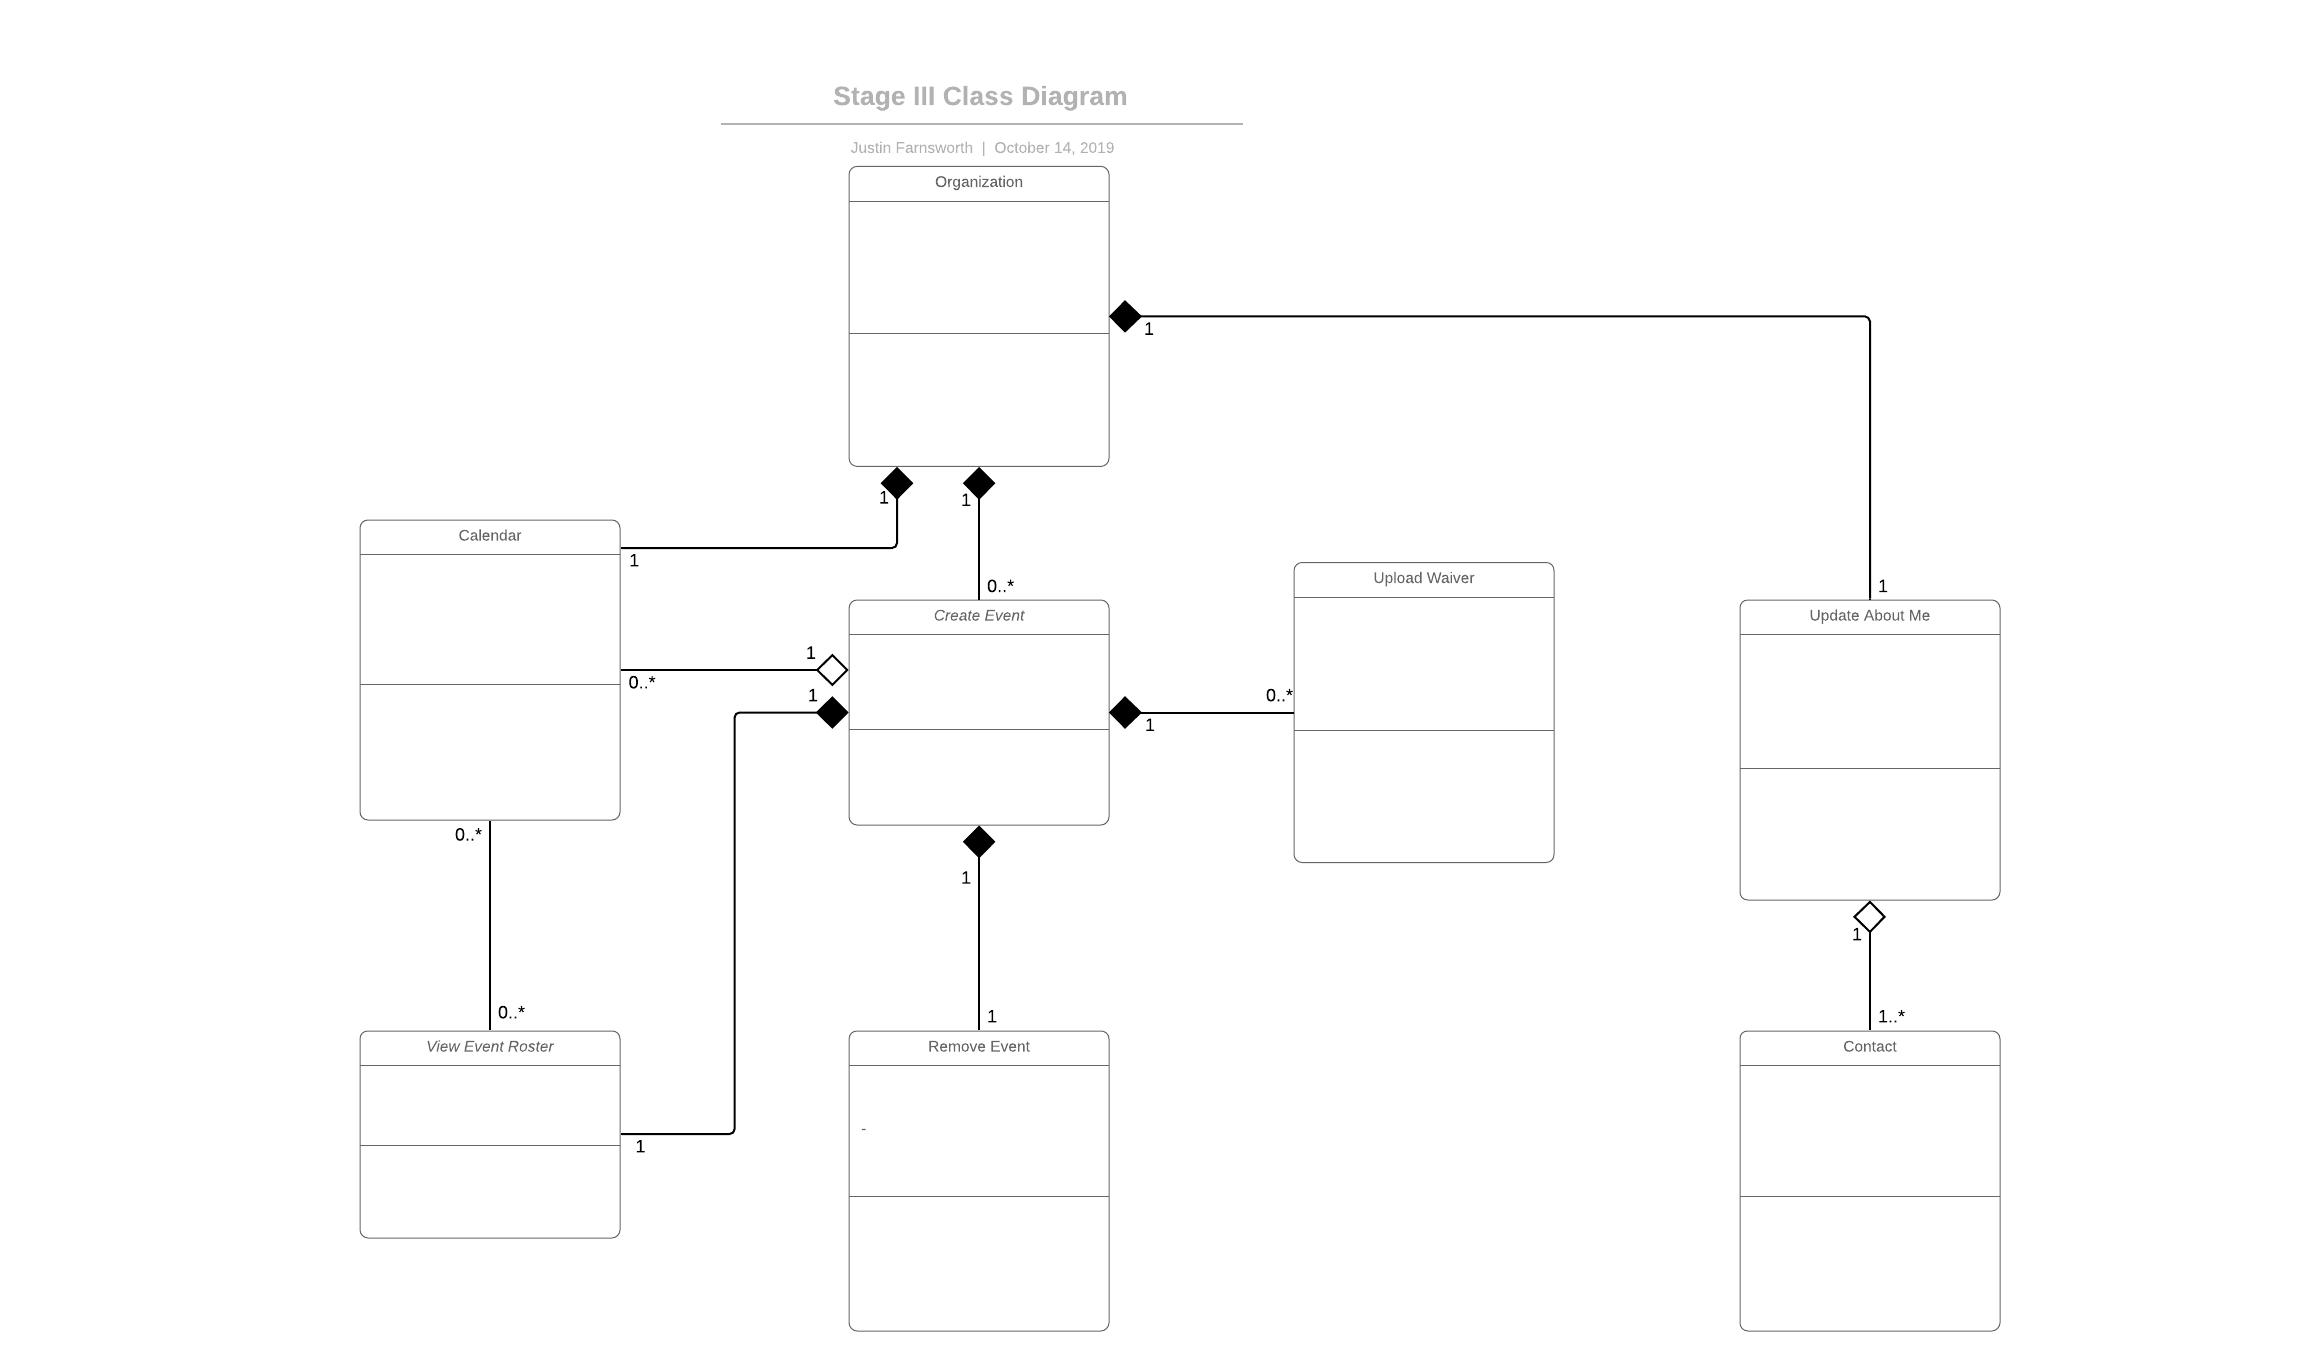 Stage III Class Diagram
Justin Farnsworth | October 14, 2019
Organization
1
1
1
Calendar
1
0..*
Create Event
Upload Waiver
1
Update About Me
1
0..*
1
0..*
1
0..*
1
1
1
0..*
1
1..*
View Event Roster
Remove Event
Contact
-
1